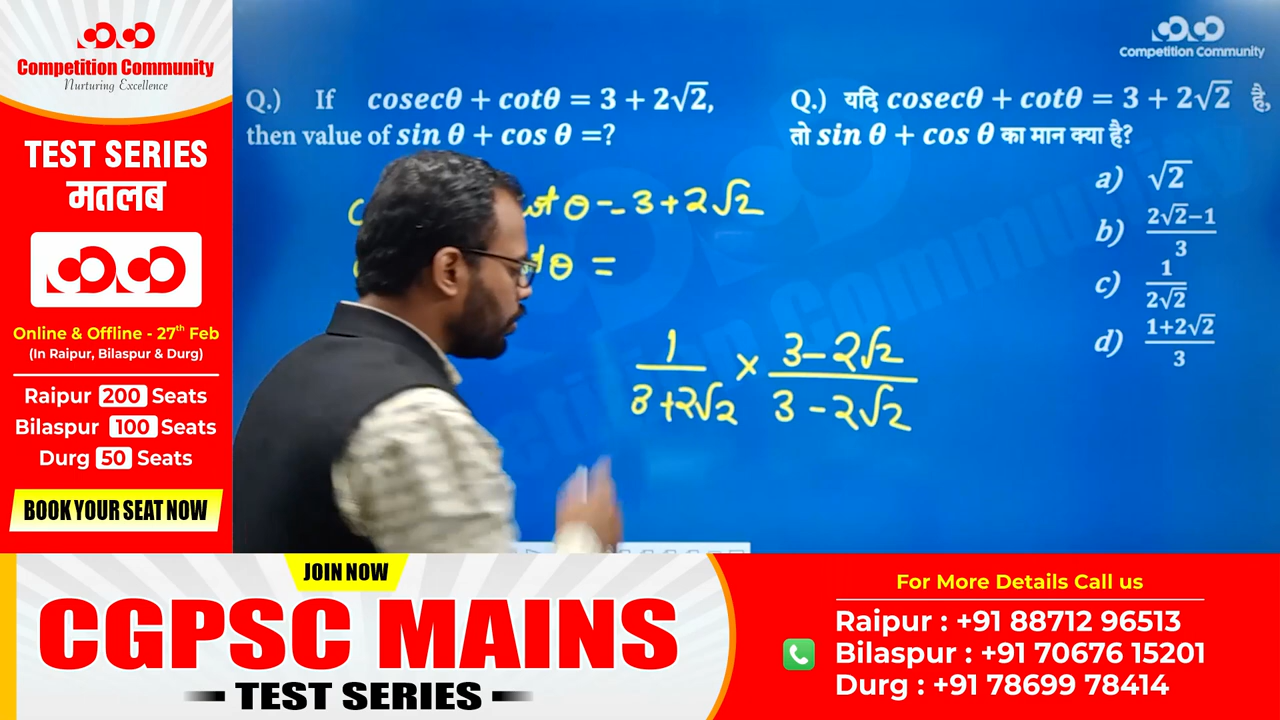 Competition Community
Nurturing Excellence
TEST SERIES
मतलब
Online & Offline - 27th Feb
(In Raipur, Bilaspur & Durg)
Raipur 200 Seats
Bilaspur 100 Seats
Durg 50 Seats
BOOK YOUR SEAT NOW
Competition Community
Q.) If cosecθ + cotθ = 3 + 2√2,
then value of sin θ + cos θ =?
Q.) यदि cosecθ + cotθ = 3 + 2√2 है,
तो sin θ + cos θ का मान क्या है?
a) √2
b) (2√2−1)/3
c) 1/(2√2)
d) (1+2√2)/3
θ = 3 + 2√2
θ =
1/(3+2√2) × (3−2√2)/(3−2√2)
JOIN NOW
CGPSC MAINS
TEST SERIES
For More Details Call us
Raipur : +91 88712 96513
Bilaspur : +91 70676 15201
Durg : +91 78699 78414